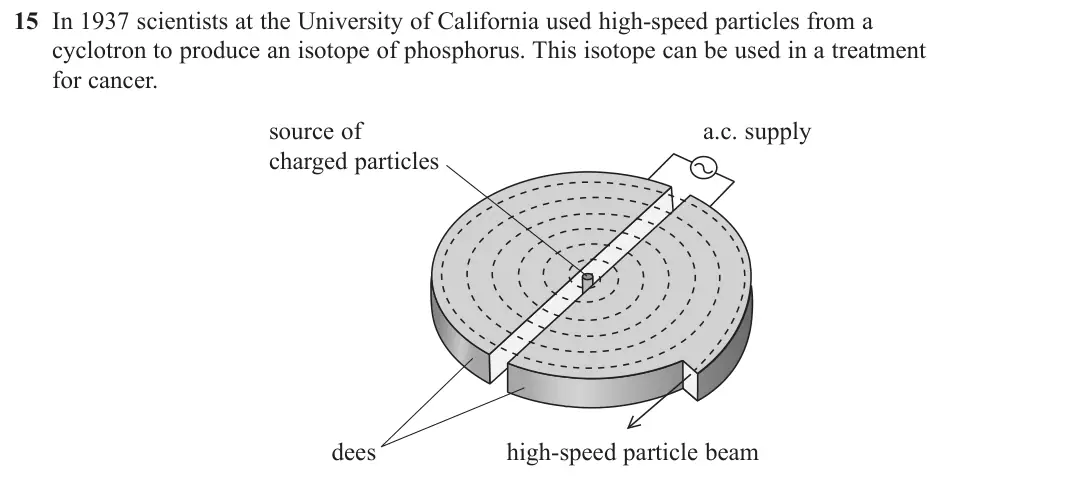 15 In 1937 scientists at the University of California used high-speed particles from a
cyclotron to produce an isotope of phosphorus. This isotope can be used in a treatment
for cancer.
source of
charged particles
a.c. supply
dees
high-speed particle beam